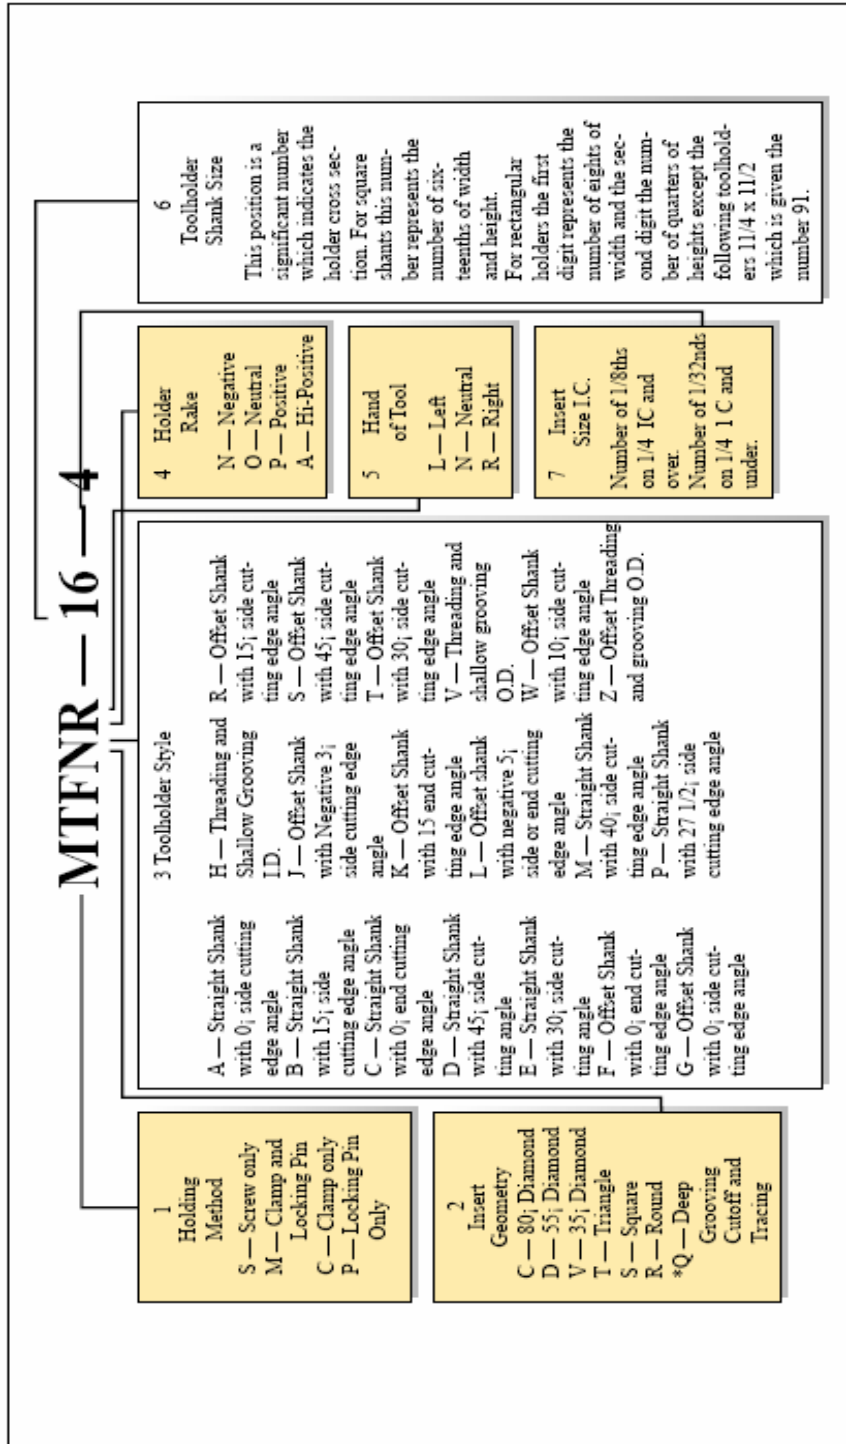 MTFNR — 16 — 4
1
Holding
Method
S — Screw only
M — Clamp and
Locking Pin
C — Clamp only
P — Locking Pin
Only
2
Insert
Geometry
C — 80¡ Diamond
D — 55¡ Diamond
V — 35¡ Diamond
T — Triangle
S — Square
R — Round
*Q — Deep
Grooving
Cutoff and
Tracing
3 Toolholder Style
A — Straight Shank
with 0¡ side cutting
edge angle
B — Straight Shank
with 15¡ side
cutting edge angle
C — Straight Shank
with 0¡ end cutting
edge angle
D — Straight Shank
with 45¡ side cut-
ting angle
E — Straight Shank
with 30¡ side cut-
ting angle
F — Offset Shank
with 0¡ end cut-
ting edge angle
G — Offset Shank
with 0¡ side cut-
ting edge angle
H — Threading and
Shallow Grooving
I.D.
J — Offset Shank
with Negative 3¡
side cutting edge
angle
K — Offset Shank
with 15 end cut-
ting edge angle
L — Offset shank
with negative 5¡
side or end cutting
edge angle
M — Straight Shank
with 40¡ side cut-
ting edge angle
P — Straight Shank
with 27 1/2¡ side
cutting edge angle
R — Offset Shank
with 15¡ side cut-
ting edge angle
S — Offset Shank
with 45¡ side cut-
ting edge angle
T — Offset Shank
with 30¡ side cut-
ting edge angle
V — Threading and
shallow grooving
O.D.
W — Offset Shank
with 10¡ side cut-
ting edge angle
Z — Offset Threading
and grooving O.D.
4 Holder
Rake
N — Negative
O — Neutral
P — Positive
A — Hi-Positive
5 Hand
of Tool
L — Left
N — Neutral
R — Right
7 Insert
Size I.C.
Number of 1/8ths
on 1/4 IC and
over.
Number of 1/32nds
on 1/4 I C and
under.
6
Toolholder
Shank Size
This position is a
significant number
which indicates the
holder cross sec-
tion. For square
shants this num-
ber represents the
number of six-
teenths of width
and height.
For rectangular
holders the first
digit represents the
number of eights of
width and the sec-
ond digit the num-
ber of quarters of
heights except the
following toolhold-
ers 11/4 x 11/2
which is given the
number 91.